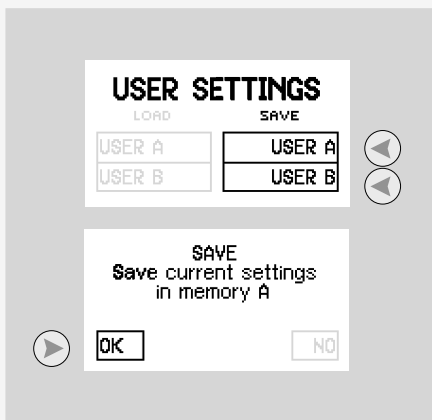 USER SETTINGS
LOAD SAVE
USER A USER A
USER B USER B
SAVE
Save current settings
in memory A
OK NO